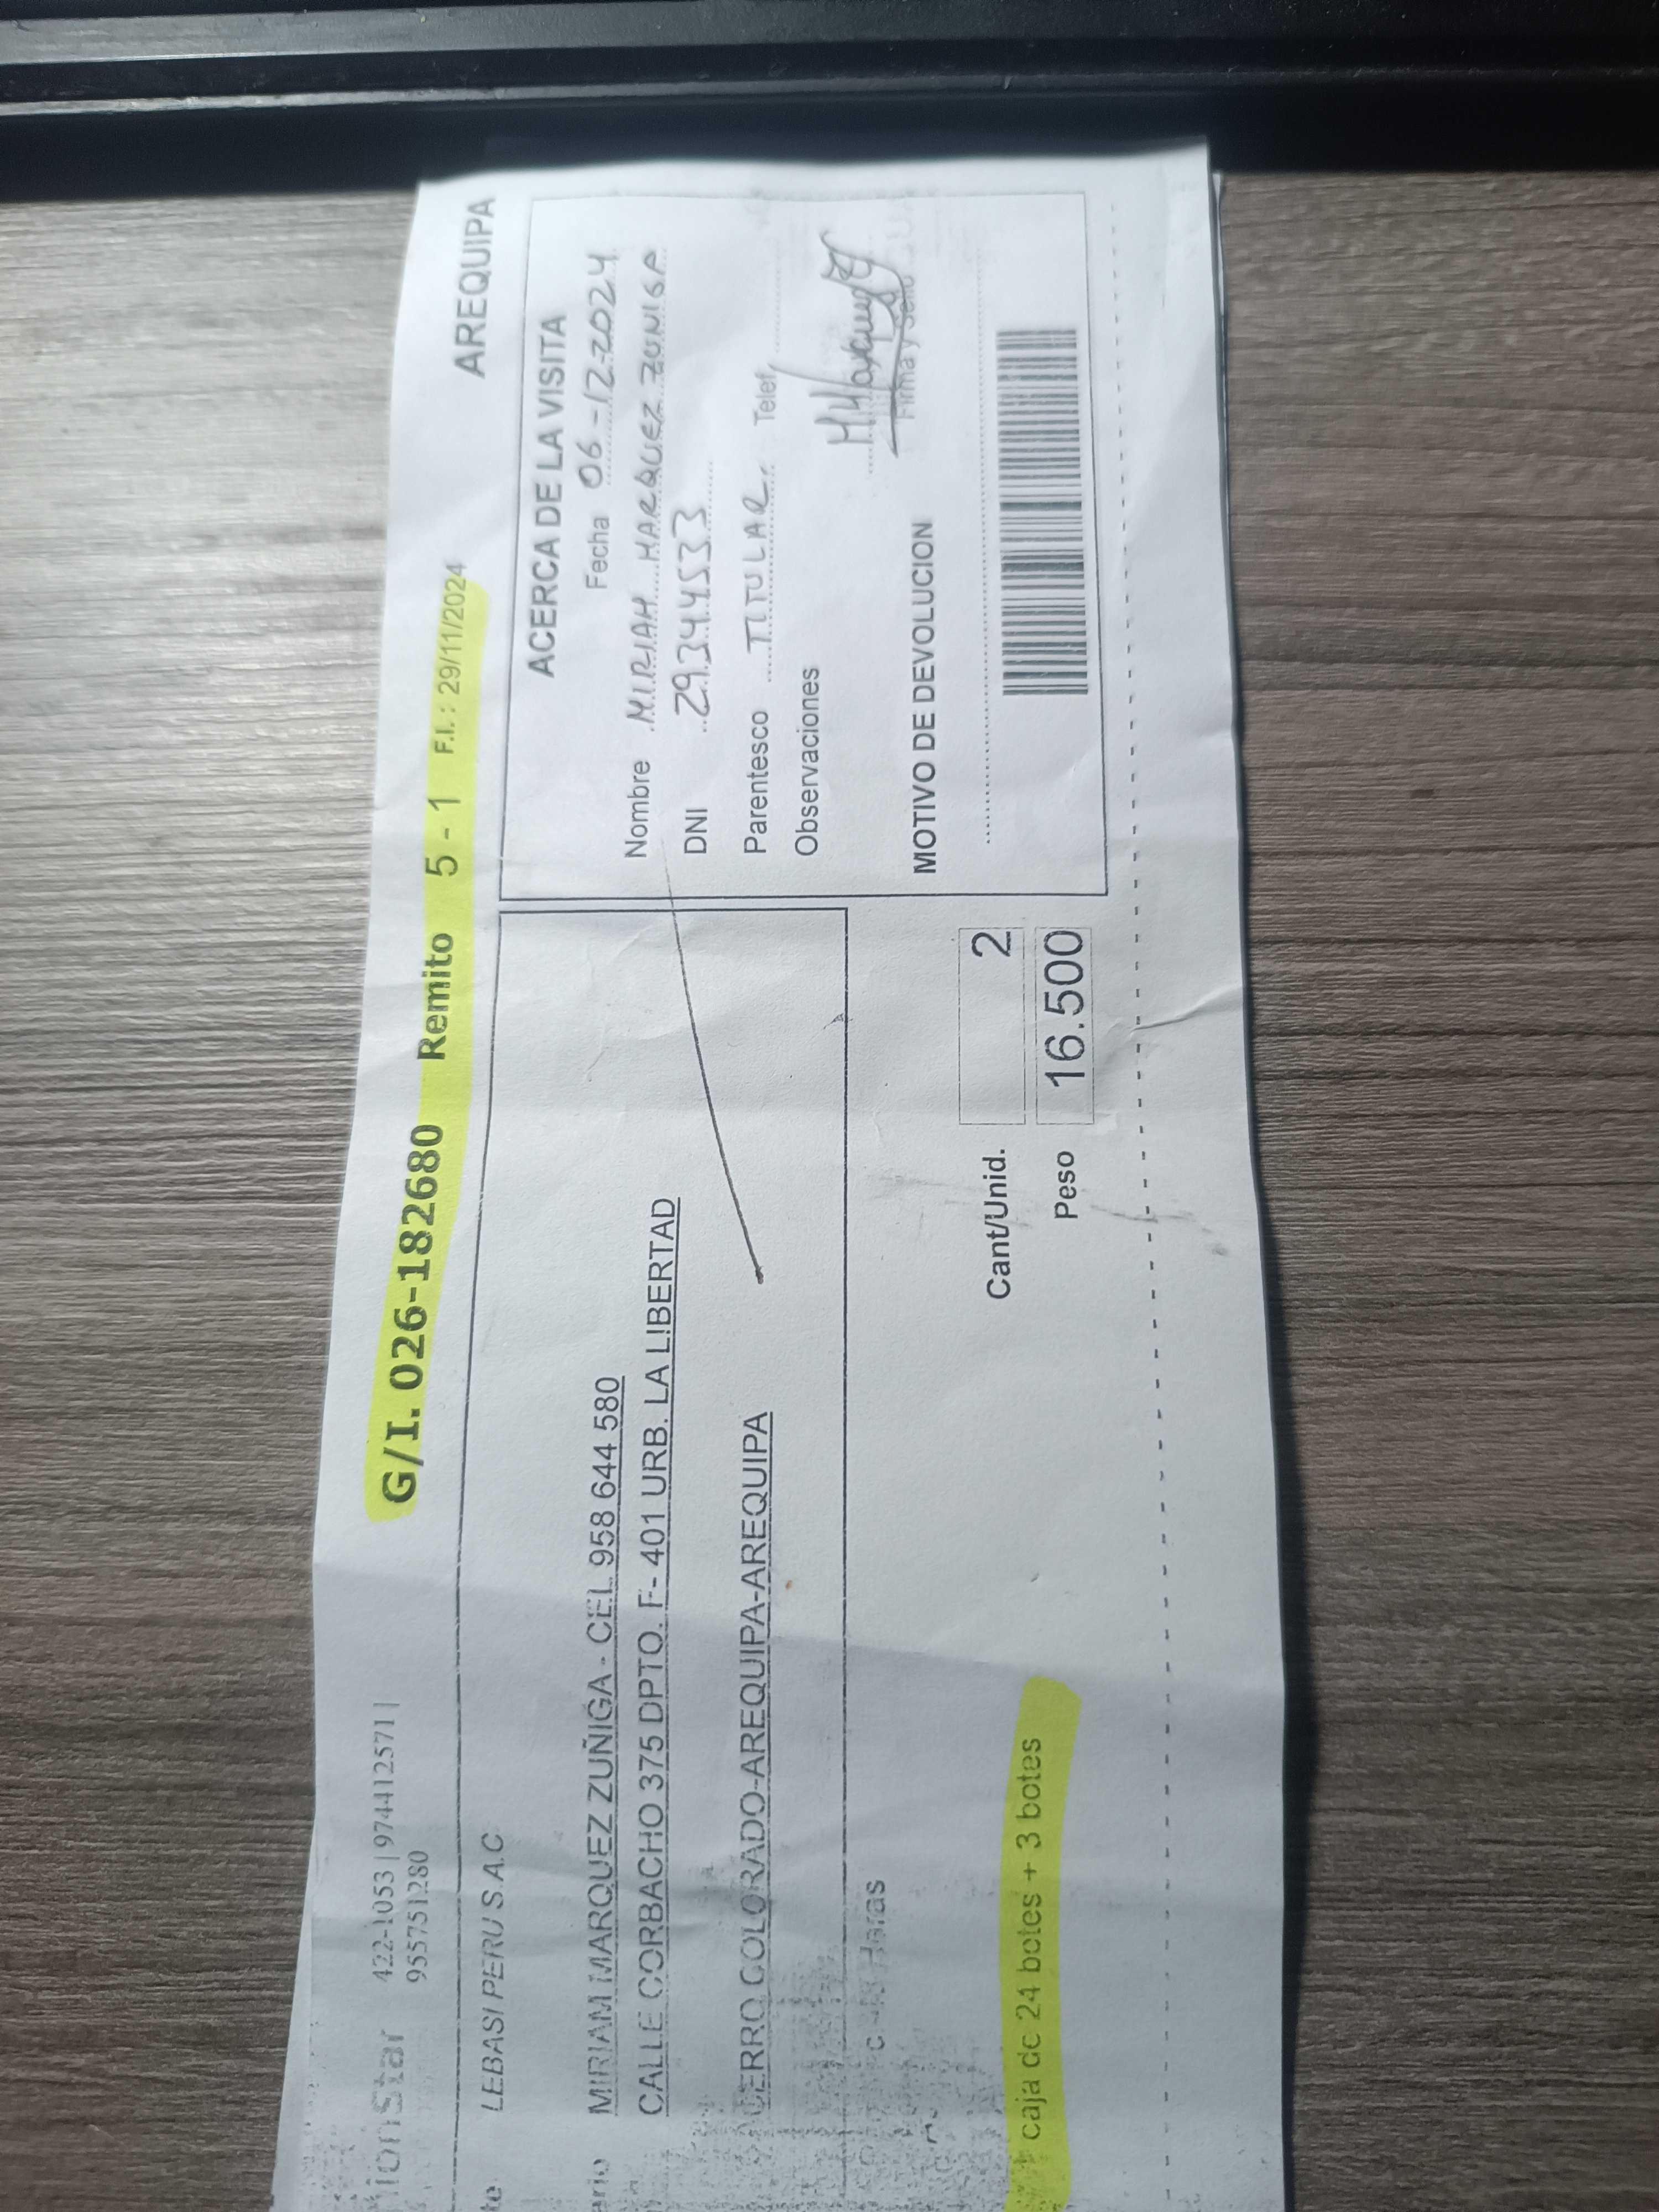 422-1053 | 974412571 |
955751280
G/I. 026-182680 Remito 5 - 1 F.I. : 29/11/2024
AREQUIPA
LEBASI PERU S.A.C
MIRIAM MARQUEZ ZUÑIGA - CEL 958 644 580
CALLE CORBACHO 375 DPTO. F- 401 URB. LA LIBERTAD
CERRO COLORADO-AREQUIPA-AREQUIPA
Horas
caja de 24 botes + 3 botes
Cant/Unid. 2
Peso 16.500
ACERCA DE LA VISITA
Fecha 06-12-2024
Nombre MIRIAM MARQUEZ ZUNIGA
DNI 29344533
Parentesco TITULAR Telef.
Observaciones
Firma y Sello
MOTIVO DE DEVOLUCION